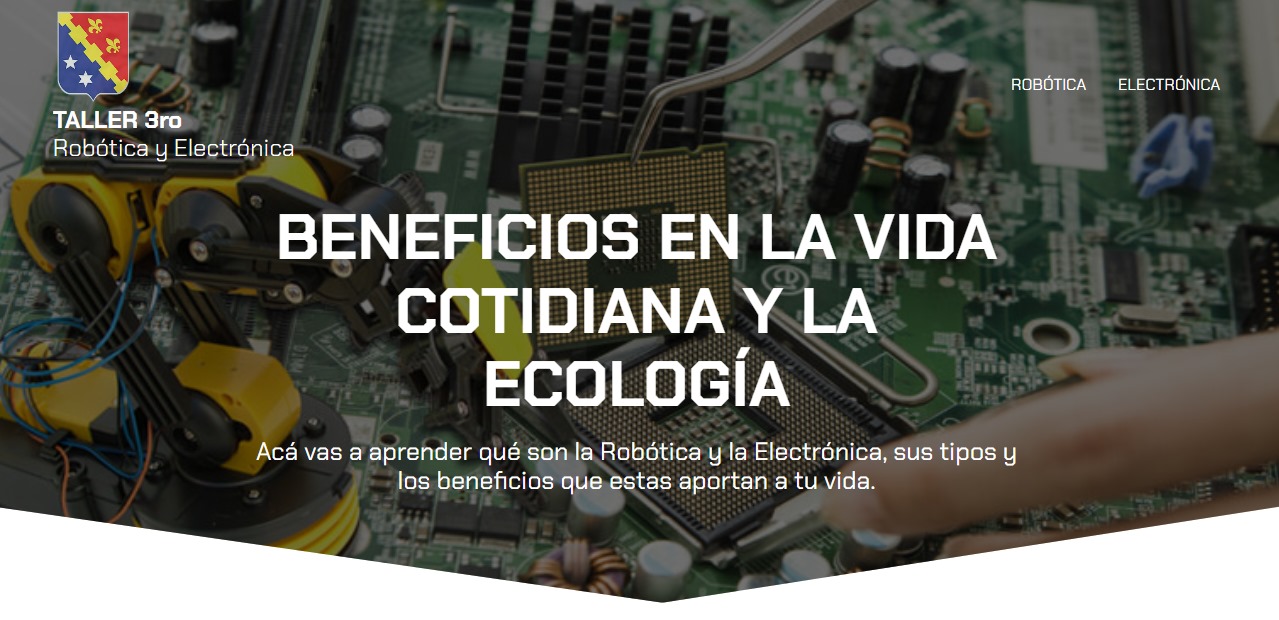 TALLER 3ro
Robótica y Electrónica
ROBÓTICA
ELECTRÓNICA
BENEFICIOS EN LA VIDA
COTIDIANA Y LA
ECOLOGÍA
Acá vas a aprender qué son la Robótica y la Electrónica, sus tipos y
los beneficios que estas aportan a tu vida.